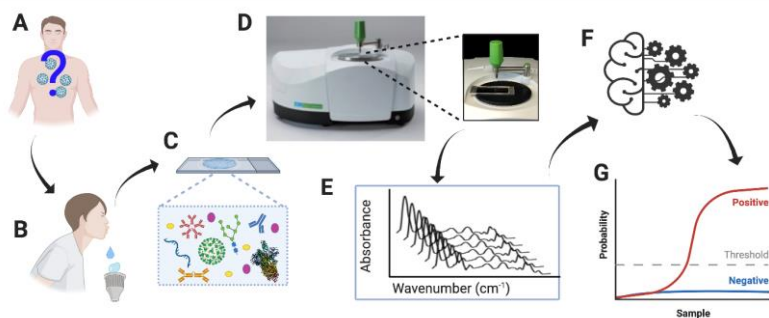 A
B
C
D
E
Absorbance
Wavenumber (cm⁻¹)
F
G
Probability
Positive
Threshold
Negative
Sample